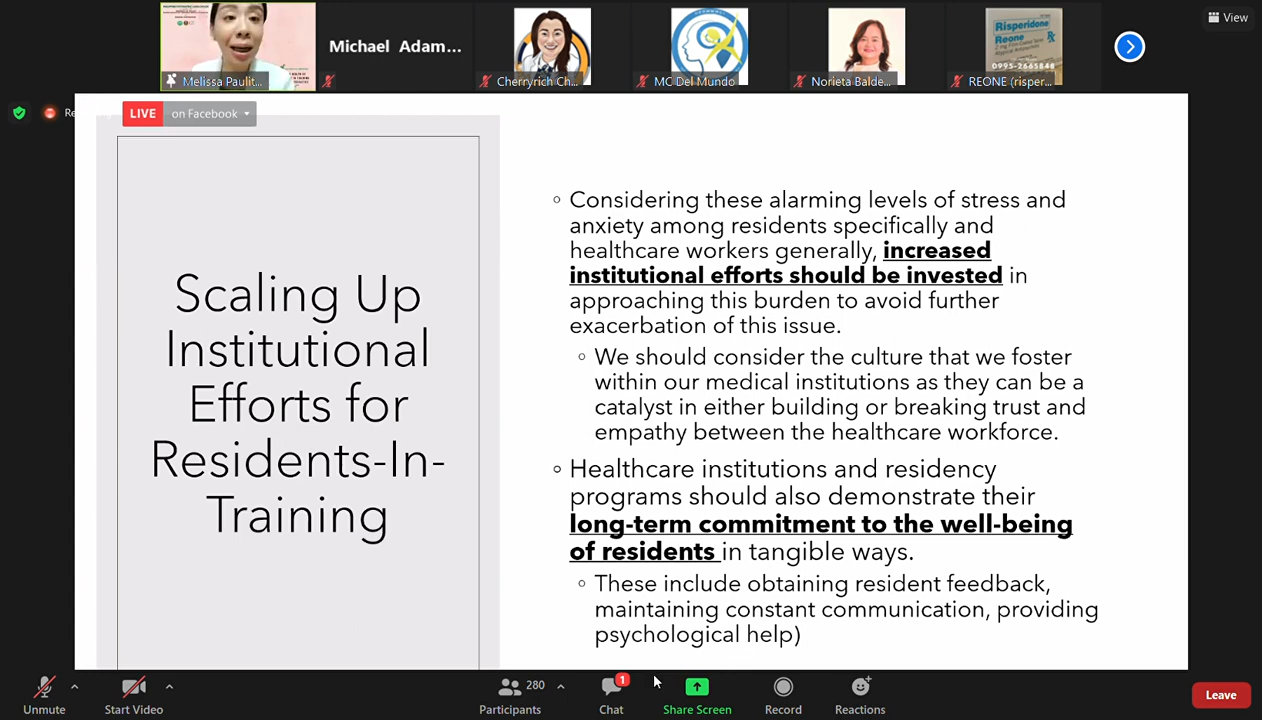 View
Michael Adam...
Melissa Paulit...
Cherryrich Ch...
MC Del Mundo
Norieta Balde...
Risperidone
Reone
0995-2665848
REONE (risper...
Re
LIVE on Facebook
Scaling Up
Institutional
Efforts for
Residents-In-
Training
Considering these alarming levels of stress and
anxiety among residents specifically and
healthcare workers generally, increased
institutional efforts should be invested in
approaching this burden to avoid further
exacerbation of this issue.
We should consider the culture that we foster
within our medical institutions as they can be a
catalyst in either building or breaking trust and
empathy between the healthcare workforce.
Healthcare institutions and residency
programs should also demonstrate their
long-term commitment to the well-being
of residents in tangible ways.
These include obtaining resident feedback,
maintaining constant communication, providing
psychological help)
Unmute
Start Video
280
Participants
1
Chat
Share Screen
Record
Reactions
Leave